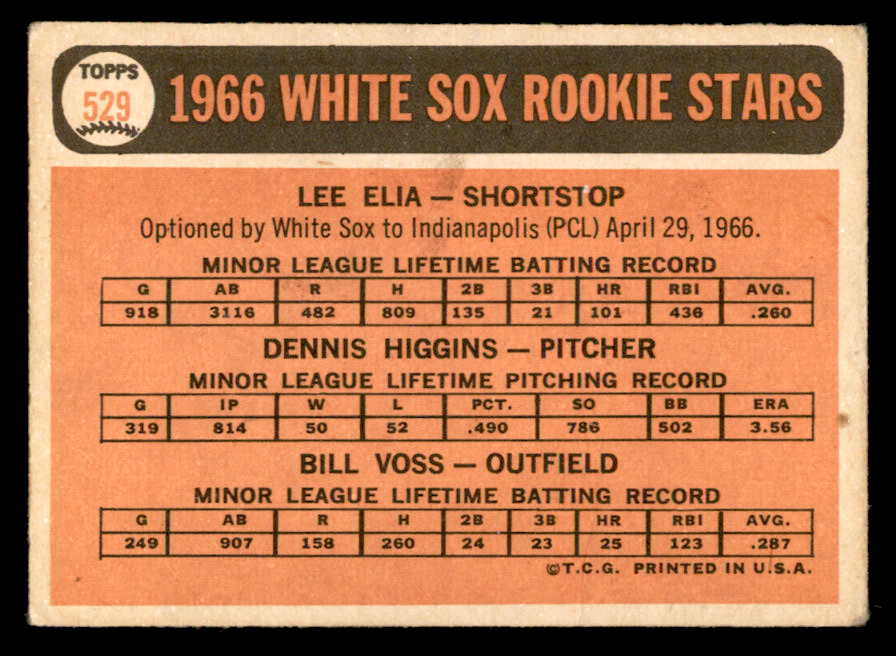 TOPPS
529
1966 WHITE SOX ROOKIE STARS
LEE ELIA — SHORTSTOP
Optioned by White Sox to Indianapolis (PCL) April 29, 1966.
MINOR LEAGUE LIFETIME BATTING RECORD
G AB R H 2B 3B HR RBI AVG.
918 3116 482 809 135 21 101 436 .260
DENNIS HIGGINS — PITCHER
MINOR LEAGUE LIFETIME PITCHING RECORD
G IP W L PCT. SO BB ERA
319 814 50 52 .490 786 502 3.56
BILL VOSS — OUTFIELD
MINOR LEAGUE LIFETIME BATTING RECORD
G AB R H 2B 3B HR RBI AVG.
249 907 158 260 24 23 25 123 .287
©T.C.G. PRINTED IN U.S.A.